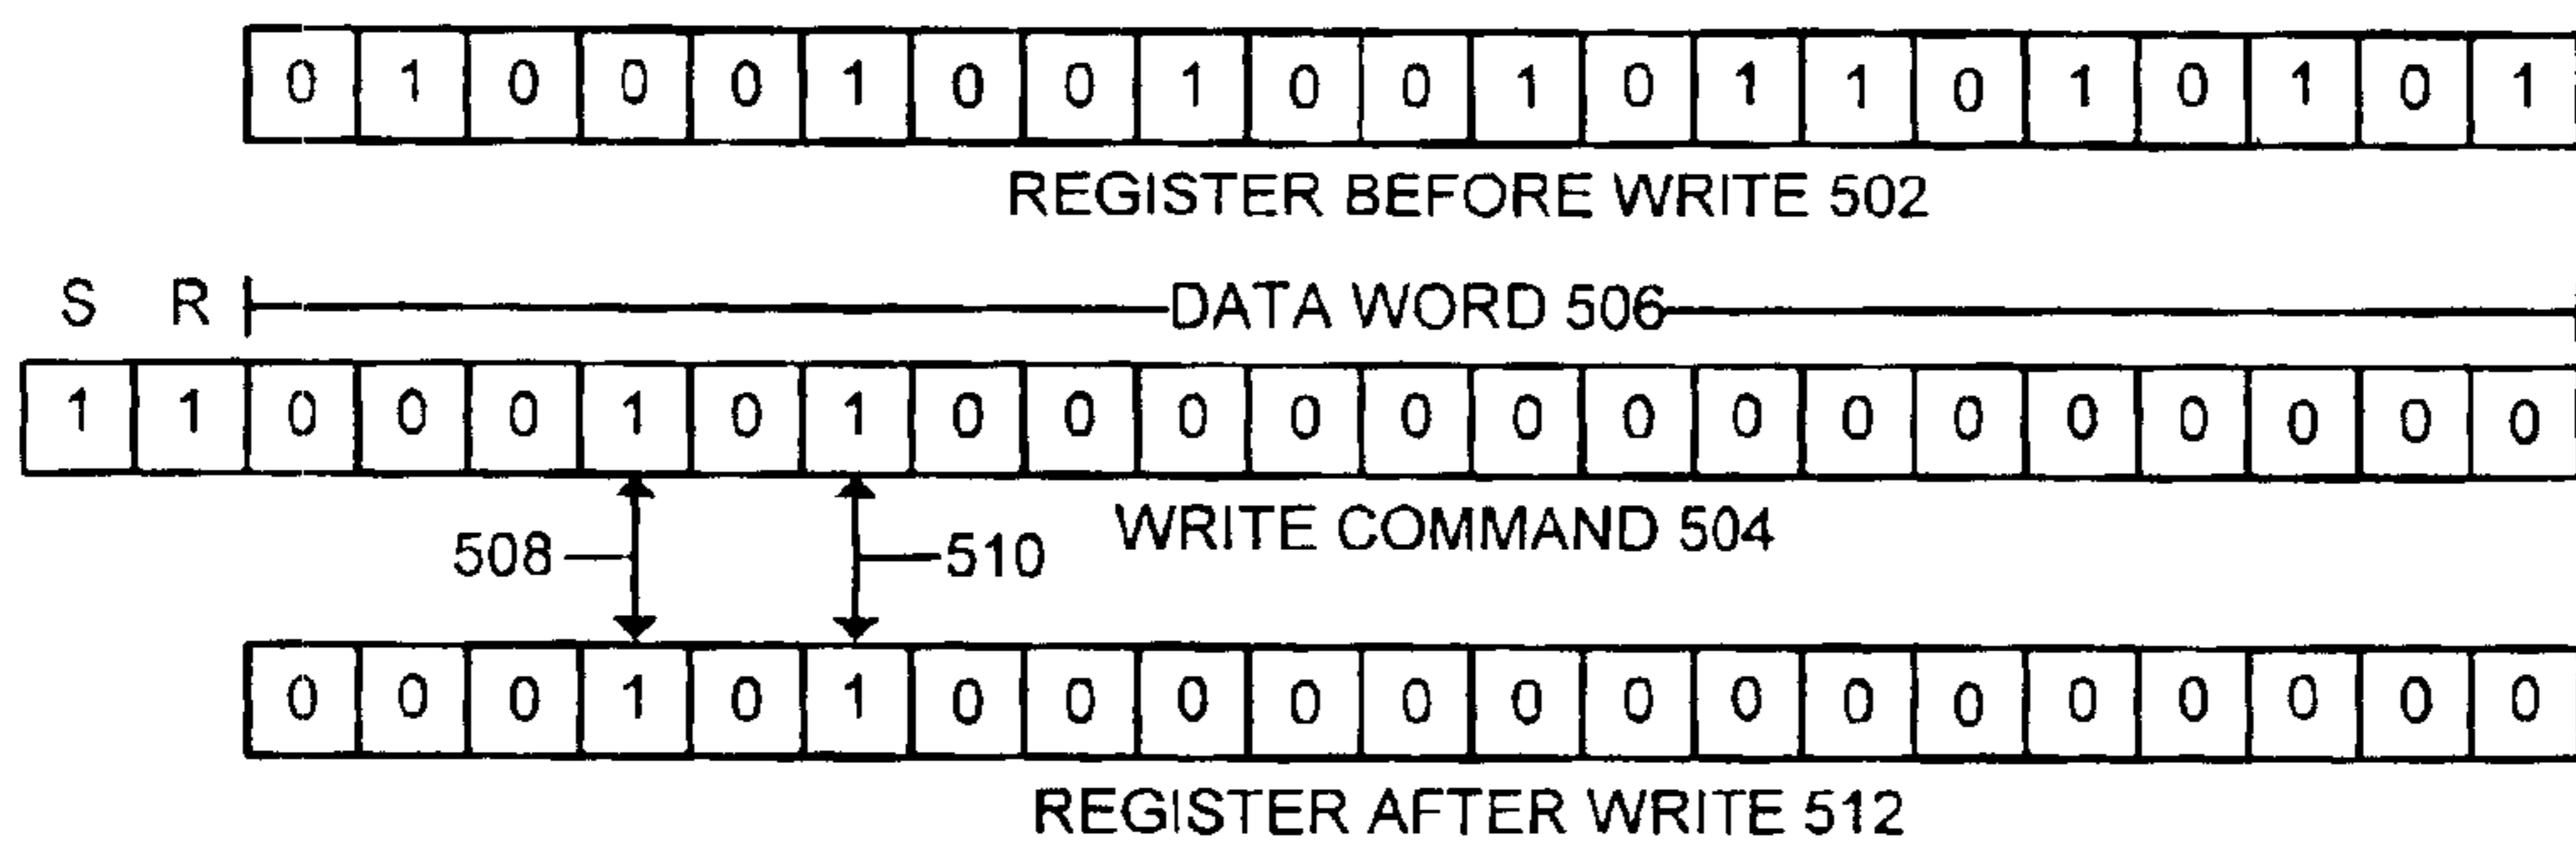 0 1 0 0 0 1 0 0 1 0 0 1 0 1 1 0 1 0 1 0 1
REGISTER BEFORE WRITE 502
S R DATA WORD 506
1 1 0 0 0 1 0 1 0 0 0 0 0 0 0 0 0 0 0 0 0 0 0
508 510 WRITE COMMAND 504
0 0 0 1 0 1 0 0 0 0 0 0 0 0 0 0 0 0 0 0 0
REGISTER AFTER WRITE 512